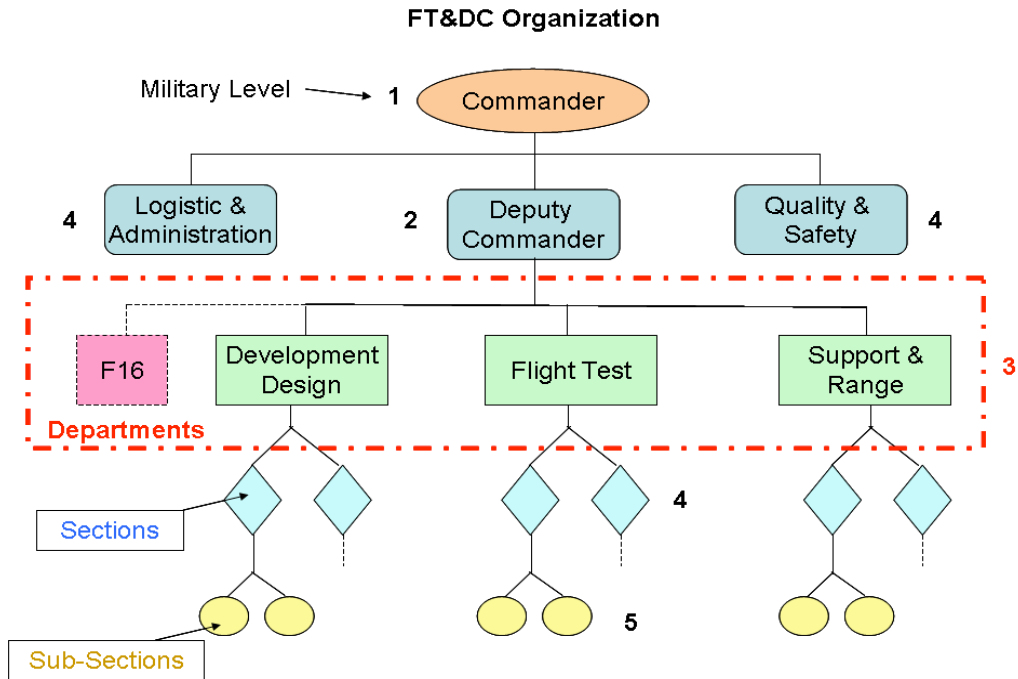 FT&DC Organization
Military Level
1
Commander
4
Logistic &
Administration
2
Deputy
Commander
Quality &
Safety
4
F16
Development
Design
Flight Test
Support &
Range
3
Departments
4
Sections
5
Sub-Sections